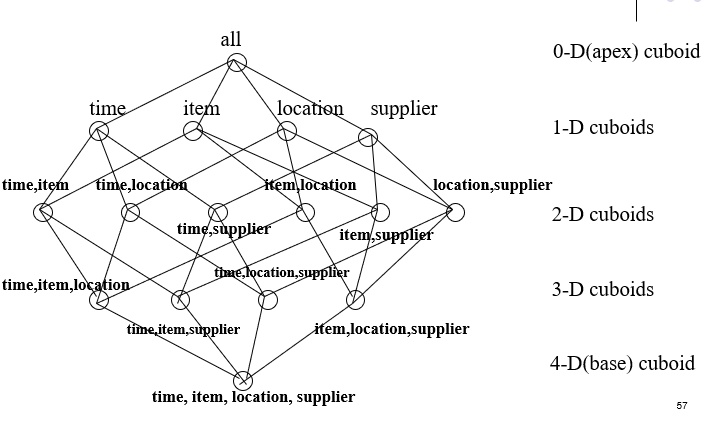 all
0-D(apex) cuboid
time
item
location
supplier
1-D cuboids
time,item
time,location
item,location
location,supplier
2-D cuboids
time,supplier
item,supplier
time,location,supplier
time,item,location
3-D cuboids
time,item,supplier
item,location,supplier
4-D(base) cuboid
time, item, location, supplier
57